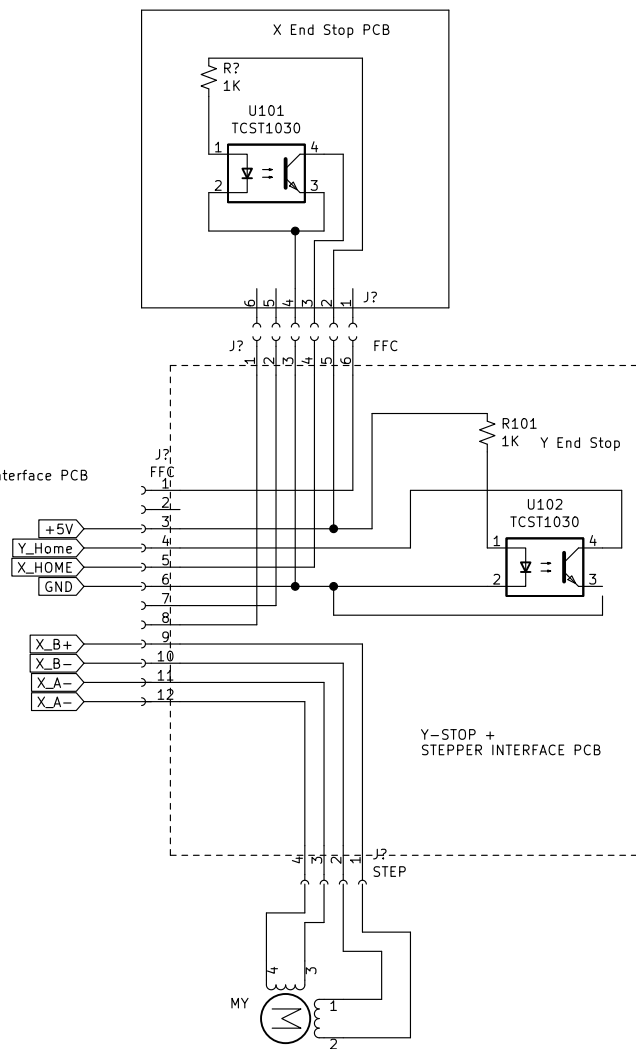 X End Stop PCB
R?
1K
U101
TCST1030
1
4
2
3
6
5
4
3
2
1
J?
J?
FFC
1
2
3
4
5
6
R101
1K
Y End Stop
J?
FFC
nterface PCB
1
2
+5V
3
Y_Home
4
X_HOME
5
GND
6
7
8
X_B+
9
X_B-
10
X_A-
11
X_A-
12
U102
TCST1030
1
4
2
3
Y-STOP +
STEPPER INTERFACE PCB
4
3
2
1
J?
STEP
4
3
MY
M
1
2